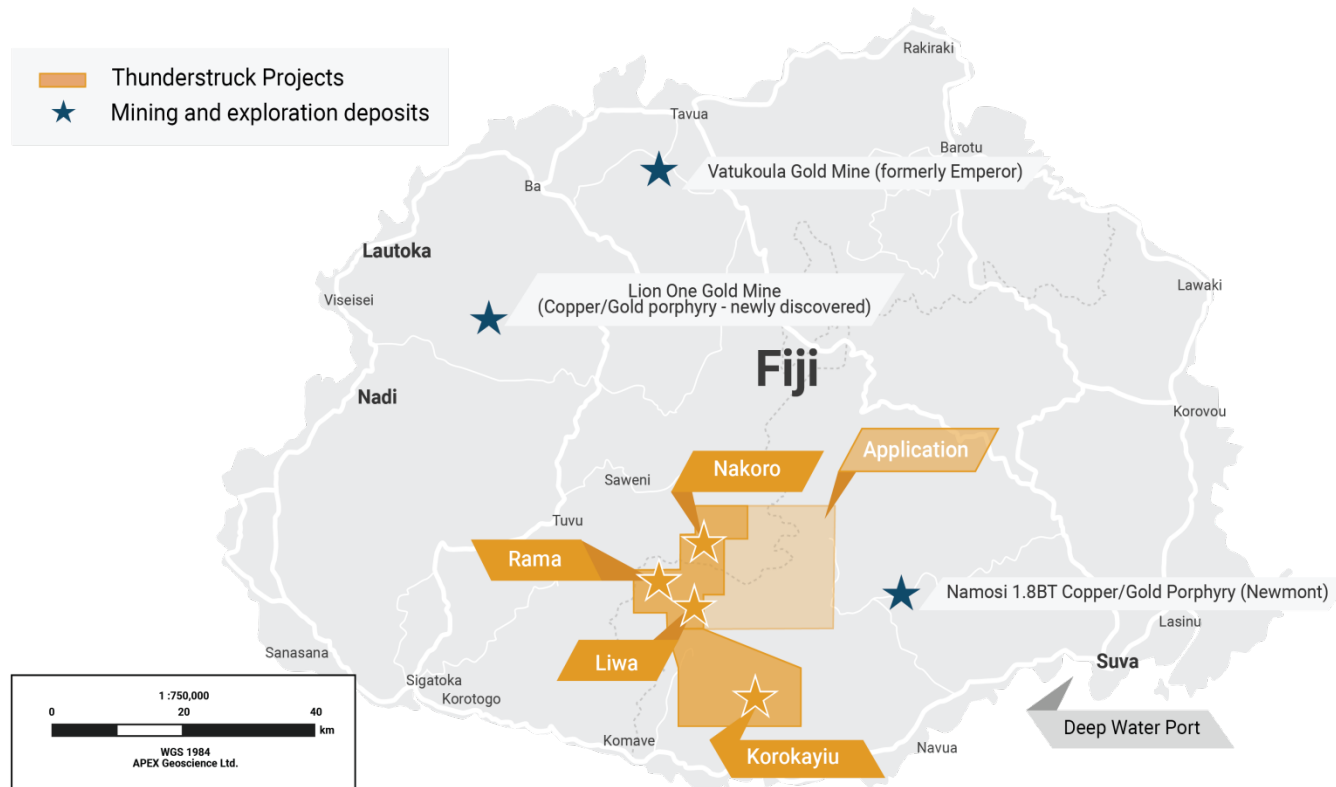 Thunderstruck Projects
Mining and exploration deposits
Rakiraki
Tavua
Barotu
Vatukoula Gold Mine (formerly Emperor)
Ba
Lautoka
Viseisei
Lion One Gold Mine
(Copper/Gold porphyry - newly discovered)
Lawaki
Fiji
Nadi
Korovou
Application
Nakoro
Saweni
Tuvu
Rama
Namosi 1.8BT Copper/Gold Porphyry (Newmont)
Lasinu
Liwa
Sanasana
Suva
Sigatoka
Korotogo
Deep Water Port
Komave
Navua
Korokayiu
1 :750,000
0 20 40
km
WGS 1984
APEX Geoscience Ltd.